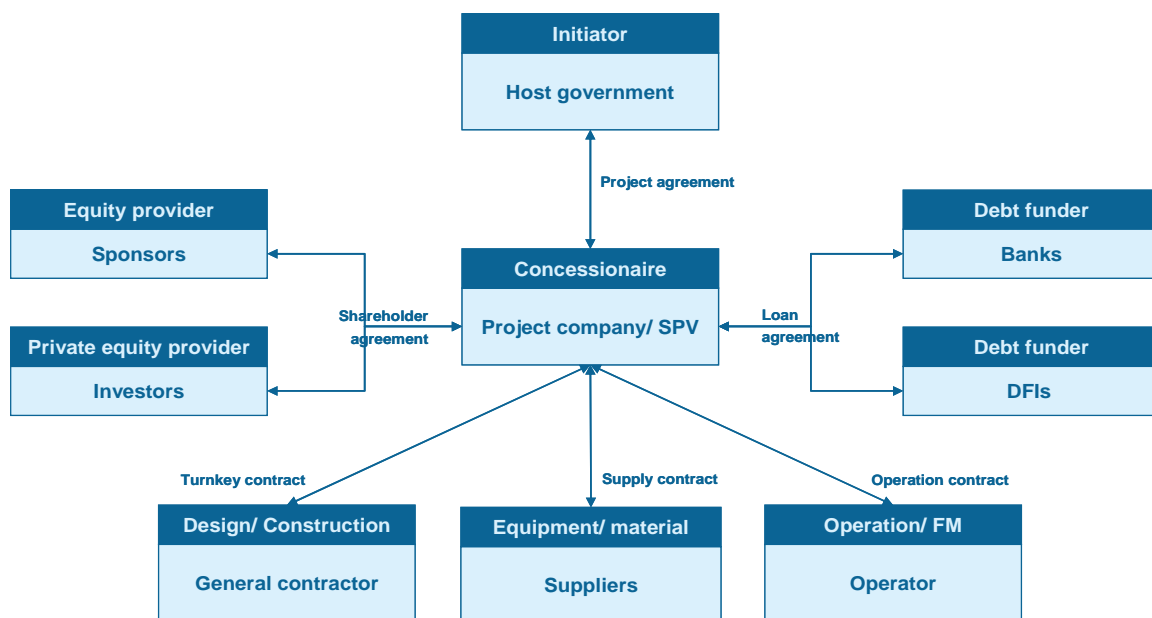 Initiator
Host government
Project agreement
Equity provider
Sponsors
Debt funder
Banks
Concessionaire
Project company/ SPV
Shareholder
agreement
Loan
agreement
Private equity provider
Investors
Debt funder
DFIs
Turnkey contract
Supply contract
Operation contract
Design/ Construction
General contractor
Equipment/ material
Suppliers
Operation/ FM
Operator